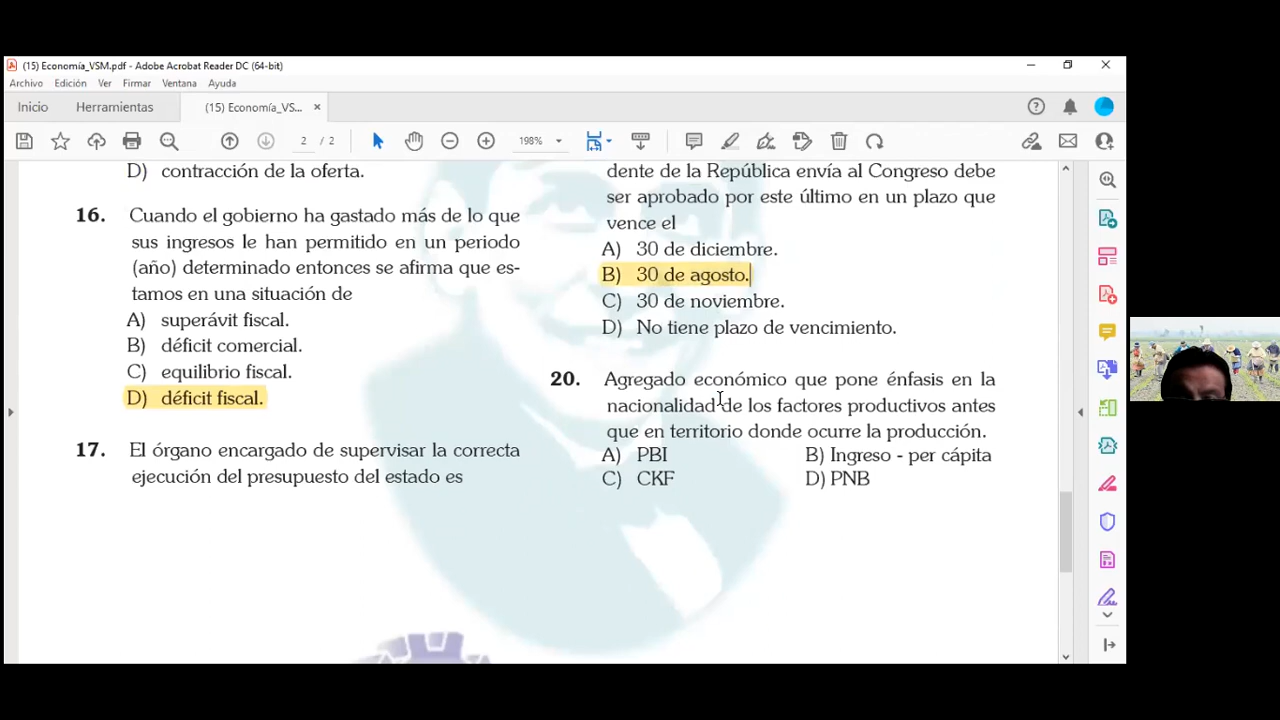 (15) Economía_VSM.pdf - Adobe Acrobat Reader DC (64-bit)
Archivo Edición Ver Firmar Ventana Ayuda
Inicio Herramientas (15) Economía_VS... ×
2 / 2 198%
D) contracción de la oferta.
16. Cuando el gobierno ha gastado más de lo que
sus ingresos le han permitido en un periodo
(año) determinado entonces se afirma que es-
tamos en una situación de
A) superávit fiscal.
B) déficit comercial.
C) equilibrio fiscal.
D) déficit fiscal.
17. El órgano encargado de supervisar la correcta
ejecución del presupuesto del estado es
dente de la República envía al Congreso debe
ser aprobado por este último en un plazo que
vence el
A) 30 de diciembre.
B) 30 de agosto.
C) 30 de noviembre.
D) No tiene plazo de vencimiento.
20. Agregado económico que pone énfasis en la
nacionalidad de los factores productivos antes
que en territorio donde ocurre la producción.
A) PBI B) Ingreso - per cápita
C) CKF D) PNB